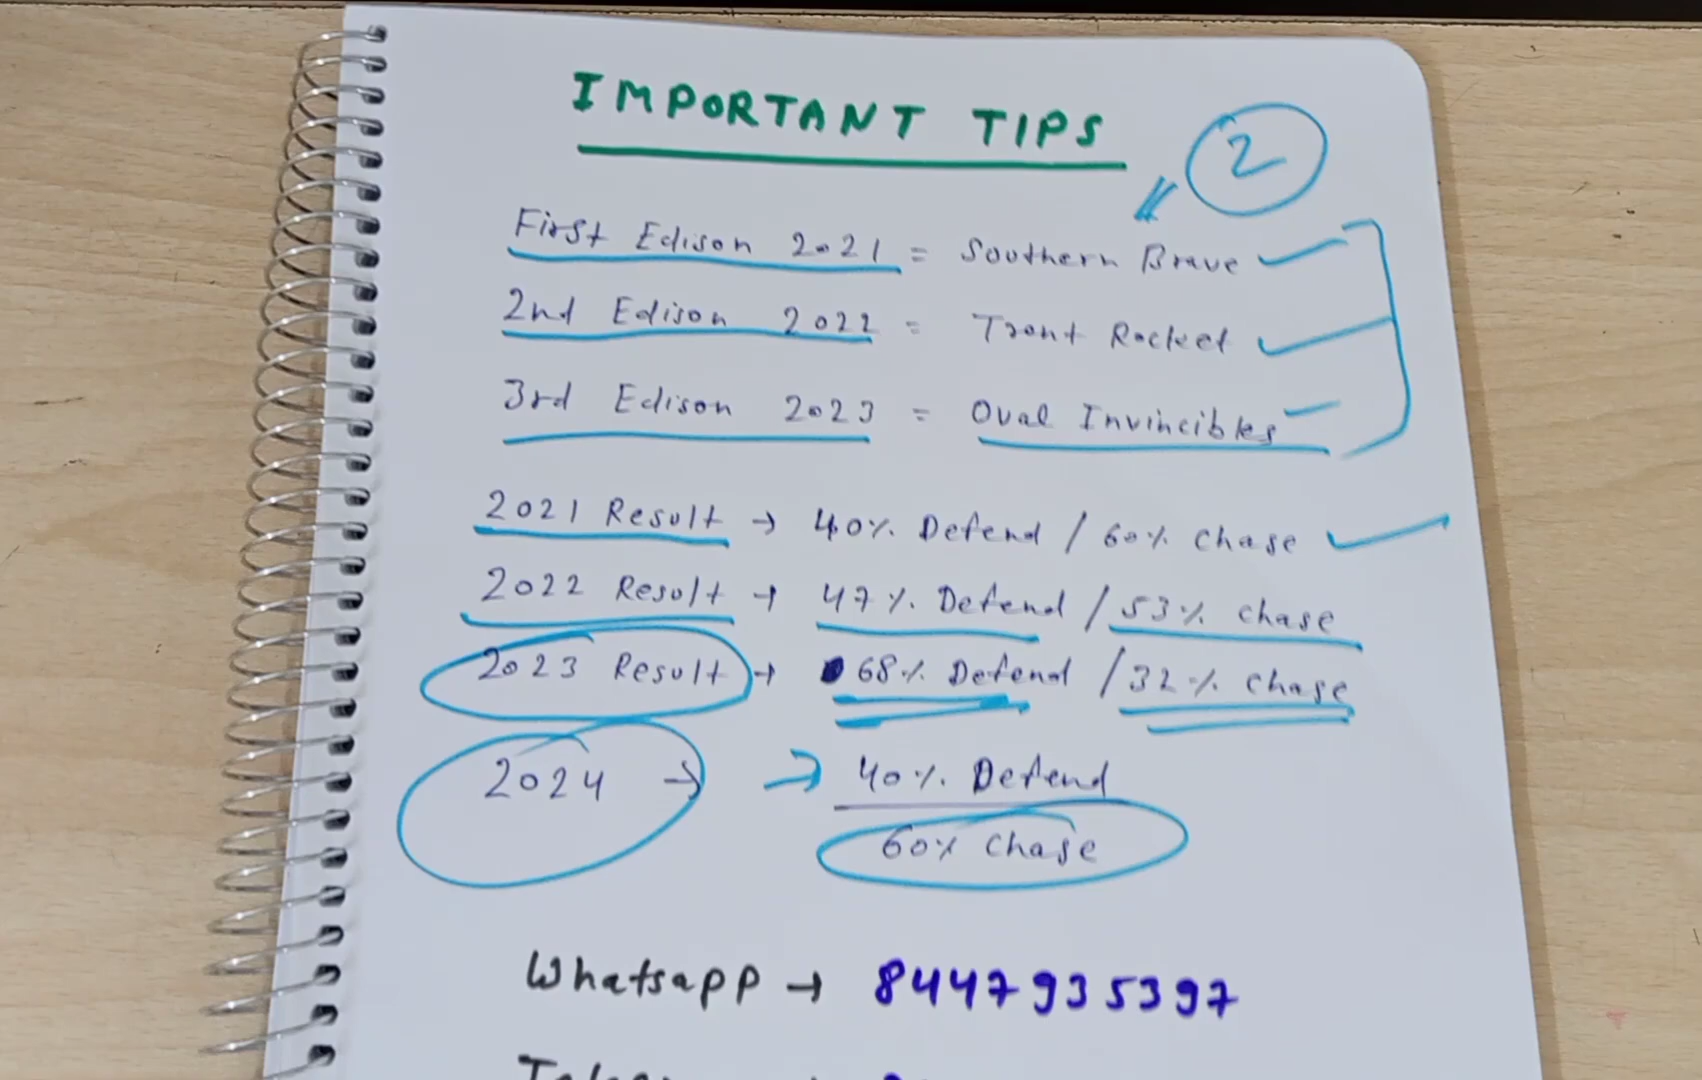 IMPORTANT TIPS
2
First Edison 2021 = Southern Brave
2nd Edison 2022 = Trent Rocket
3rd Edison 2023 = Oval Invincibles
2021 Result → 40% Defend / 60% Chase
2022 Result → 47% Defend / 53% Chase
2023 Result → 68% Defend / 32% Chase
2024 → → 40% Defend
60% Chase
Whatsapp → 8447935397